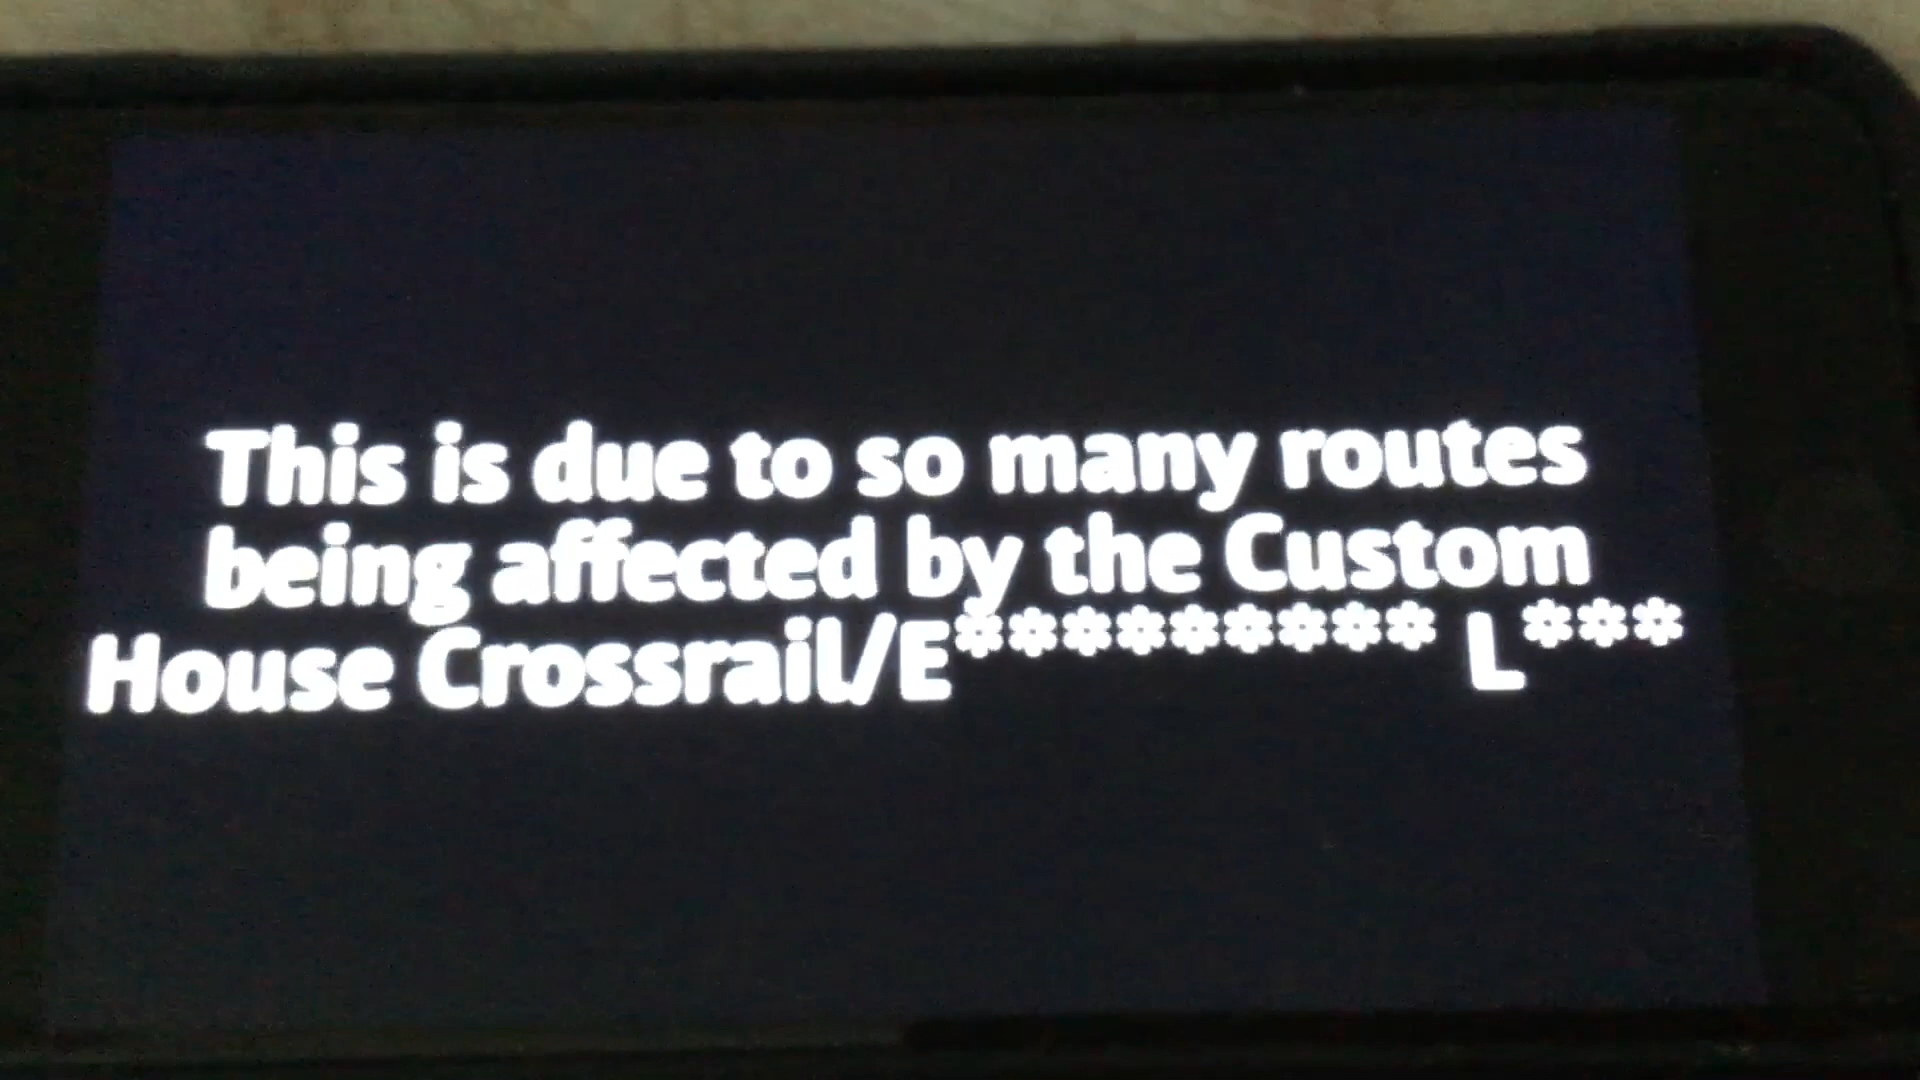 This is due to so many routes
being affected by the Custom
House Crossrail/E********* L***